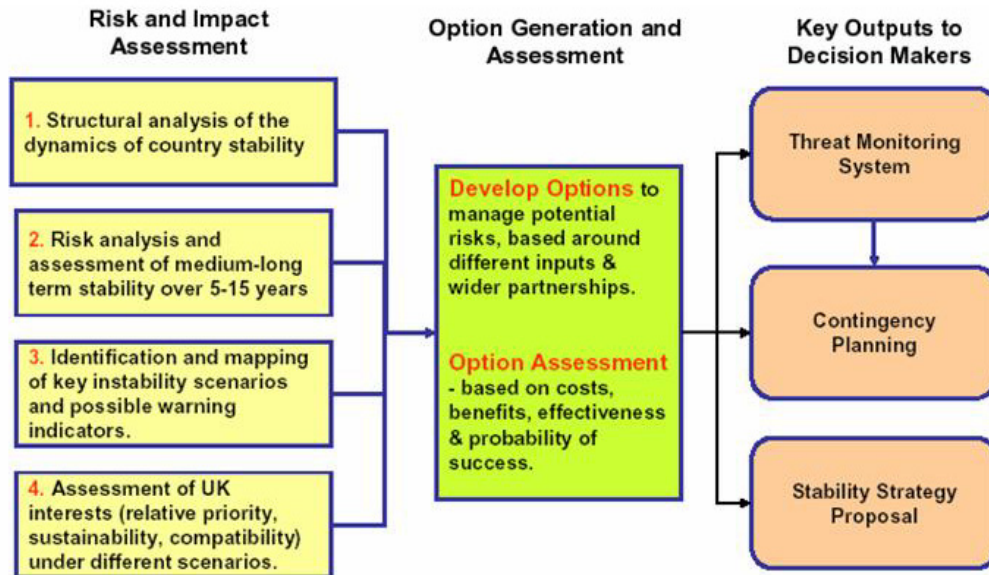 Risk and Impact
Assessment
1. Structural analysis of the
dynamics of country stability
2. Risk analysis and
assessment of medium-long
term stability over 5-15 years
3. Identification and mapping
of key instability scenarios
and possible warning
indicators.
4. Assessment of UK
interests (relative priority,
sustainability, compatibility)
under different scenarios.
Option Generation and
Assessment
Develop Options to
manage potential
risks, based around
different inputs &
wider partnerships.
Option Assessment
- based on costs,
benefits, effectiveness
& probability of
success.
Key Outputs to
Decision Makers
Threat Monitoring
System
Contingency
Planning
Stability Strategy
Proposal